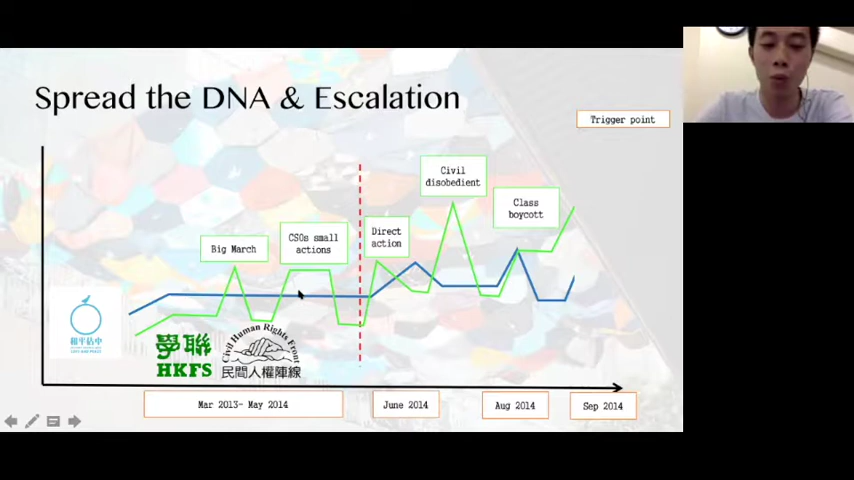 Spread the DNA & Escalation
Trigger point
Civil
disobedient
Class
boycott
Direct
action
CSOs small
actions
Big March
和平佔中
學聯
HKFS
Civil Human Rights Front
民間人權陣線
Mar 2013- May 2014
June 2014
Aug 2014
Sep 2014